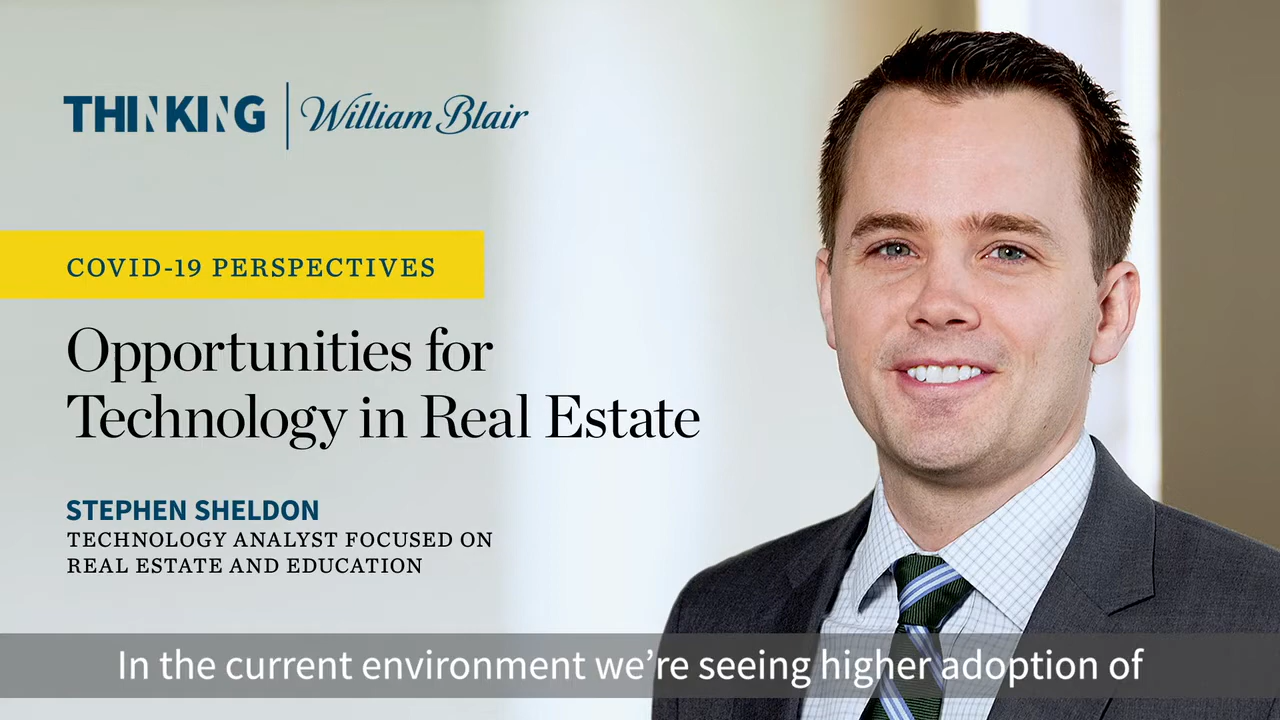 THINKING | William Blair
COVID-19 PERSPECTIVES
Opportunities for
Technology in Real Estate
STEPHEN SHELDON
TECHNOLOGY ANALYST FOCUSED ON
REAL ESTATE AND EDUCATION
In the current environment we’re seeing higher adoption of